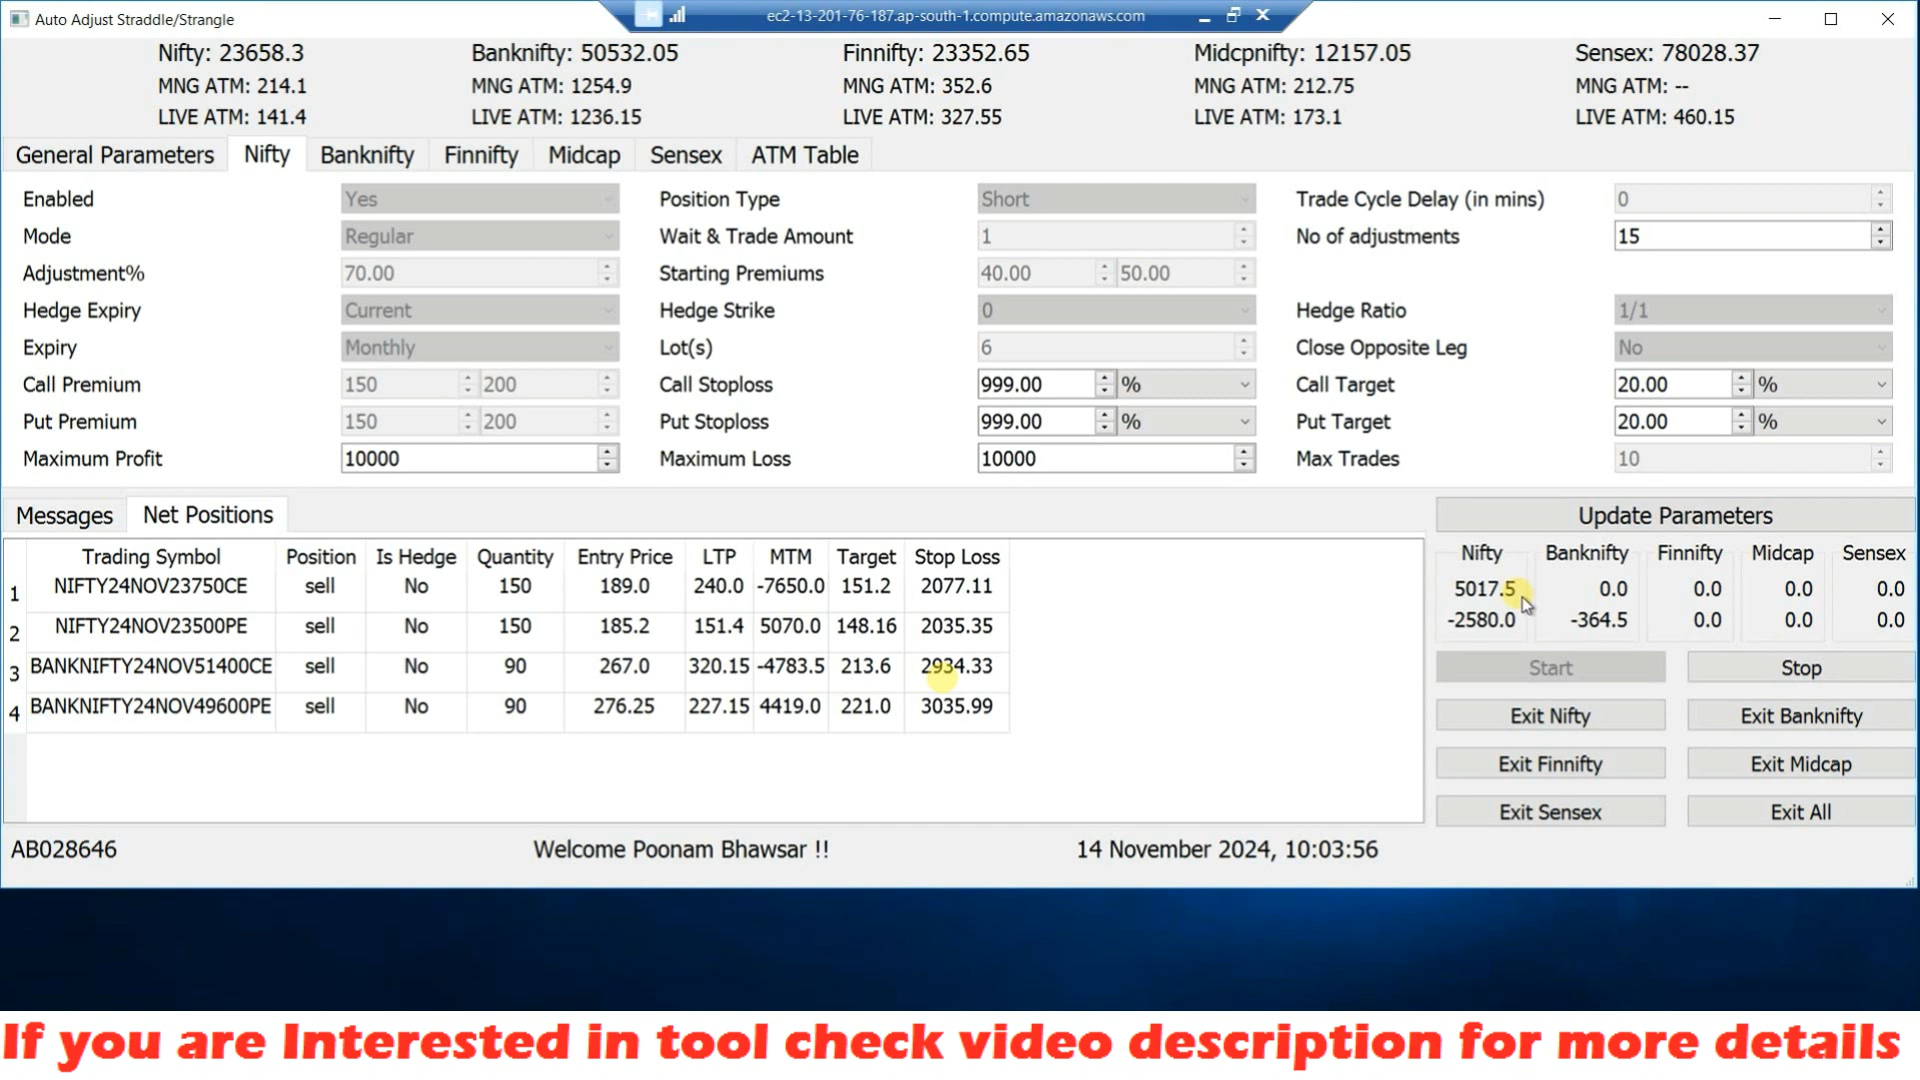 Auto Adjust Straddle/Strangle
ec2-13-201-76-187.ap-south-1.compute.amazonaws.com
Nifty: 23658.3 Banknifty: 50532.05 Finnifty: 23352.65 Midcpnifty: 12157.05 Sensex: 78028.37
MNG ATM: 214.1 MNG ATM: 1254.9 MNG ATM: 352.6 MNG ATM: 212.75 MNG ATM: --
LIVE ATM: 141.4 LIVE ATM: 1236.15 LIVE ATM: 327.55 LIVE ATM: 173.1 LIVE ATM: 460.15
General Parameters Nifty Banknifty Finnifty Midcap Sensex ATM Table
Enabled Yes Position Type Short Trade Cycle Delay (in mins) 0
Mode Regular Wait & Trade Amount 1 No of adjustments 15
Adjustment% 70.00 Starting Premiums 40.00 50.00
Hedge Expiry Current Hedge Strike 0 Hedge Ratio 1/1
Expiry Monthly Lot(s) 6 Close Opposite Leg No
Call Premium 150 200 Call Stoploss 999.00 % Call Target 20.00 %
Put Premium 150 200 Put Stoploss 999.00 % Put Target 20.00 %
Maximum Profit 10000 Maximum Loss 10000 Max Trades 10
Messages Net Positions Update Parameters
Trading Symbol Position Is Hedge Quantity Entry Price LTP MTM Target Stop Loss
1 NIFTY24NOV23750CE sell No 150 189.0 240.0 -7650.0 151.2 2077.11
2 NIFTY24NOV23500PE sell No 150 185.2 151.4 5070.0 148.16 2035.35
3 BANKNIFTY24NOV51400CE sell No 90 267.0 320.15 -4783.5 213.6 2934.33
4 BANKNIFTY24NOV49600PE sell No 90 276.25 227.15 4419.0 221.0 3035.99
Nifty Banknifty Finnifty Midcap Sensex
5017.5 0.0 0.0 0.0 0.0
-2580.0 -364.5 0.0 0.0 0.0
Start Stop
Exit Nifty Exit Banknifty
Exit Finnifty Exit Midcap
Exit Sensex Exit All
AB028646 Welcome Poonam Bhawsar !! 14 November 2024, 10:03:56
If you are Interested in tool check video description for more details